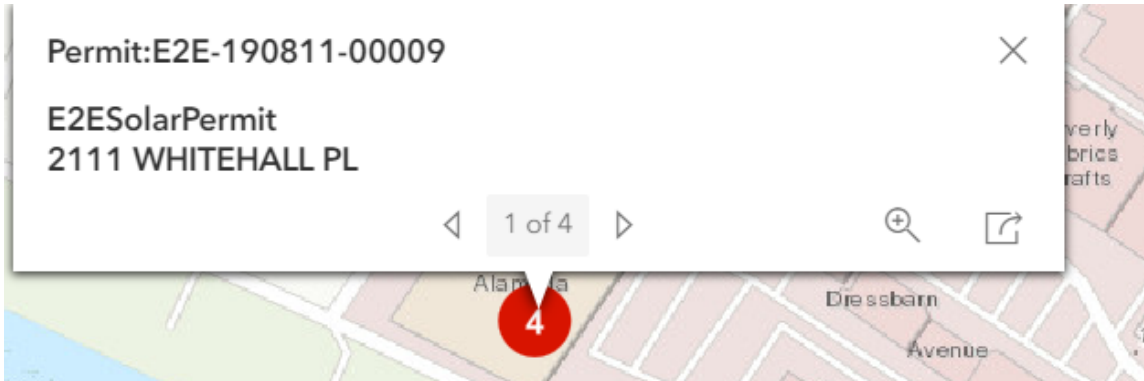 Permit:E2E-190811-00009
E2ESolarPermit
2111 WHITEHALL PL
1 of 4
4
Dressbarn
Avenue